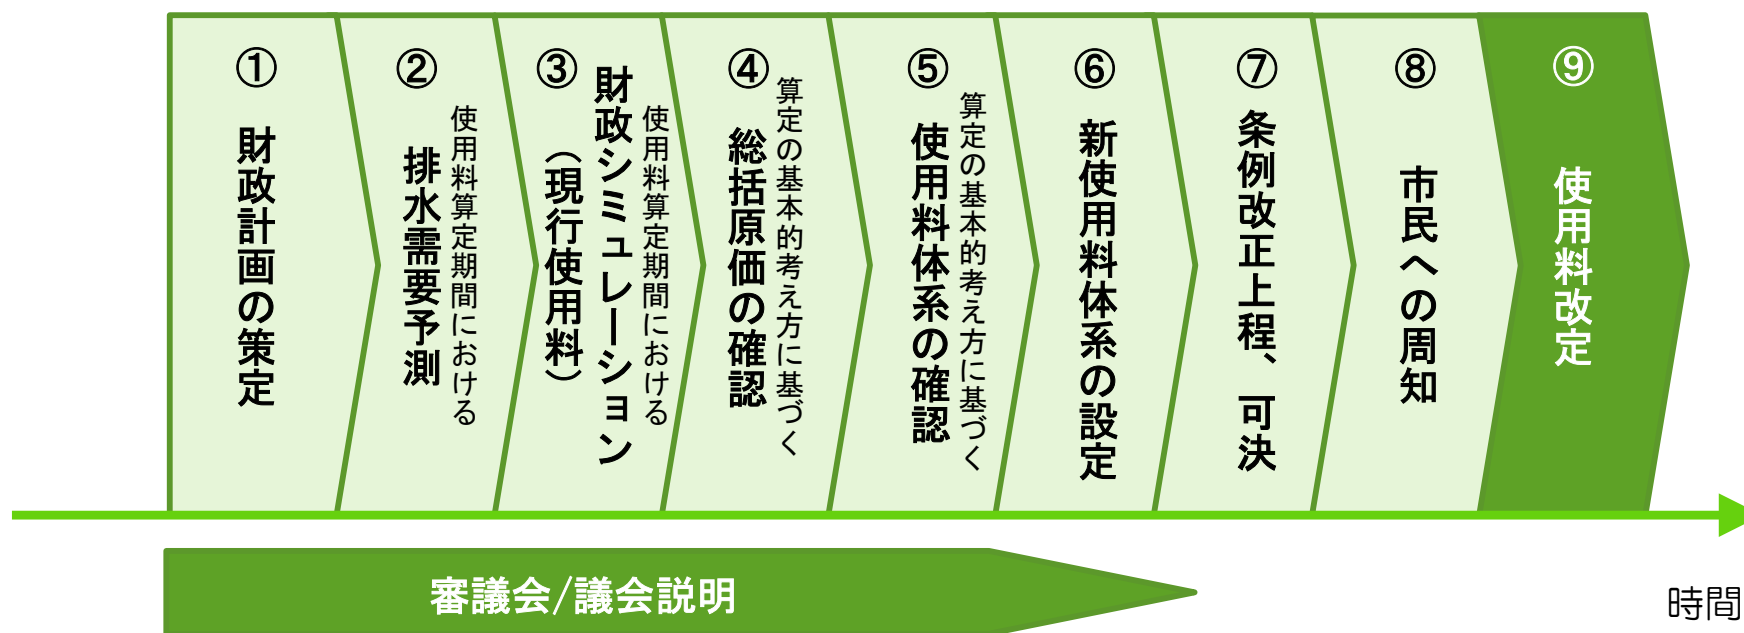 ①
財政計画の策定
②
使用料算定期間における
排水需要予測
③
使用料算定期間における
財政シミュレーション
（現行使用料）
④
算定の基本的考え方に基づく
総括原価の確認
⑤
算定の基本的考え方に基づく
使用料体系の確認
⑥
新使用料体系の設定
⑦
条例改正上程、可決
⑧
市民への周知
⑨
使用料改定
審議会/議会説明
時間